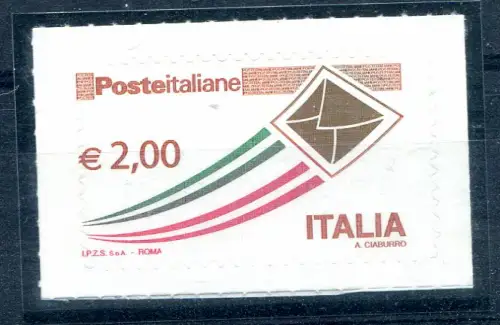 Posteitaliane
€ 2,00
ITALIA
A. CIABURRO
I.P.Z.S. S.p.A. - ROMA